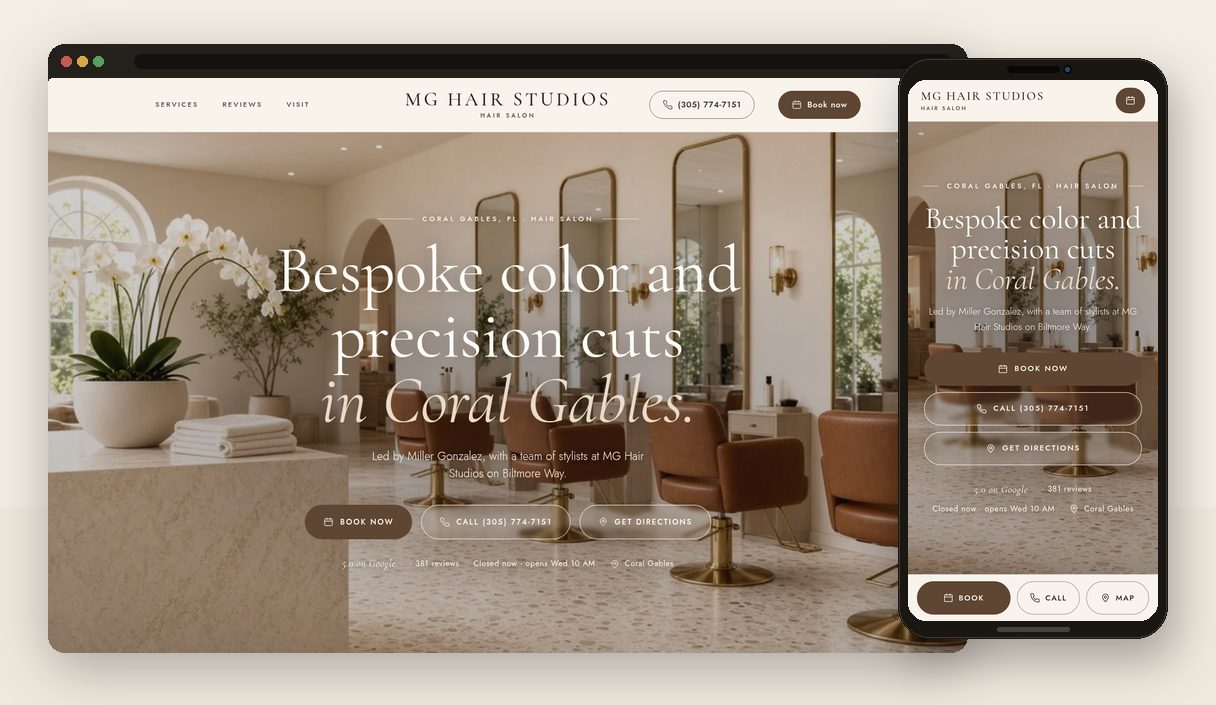 SERVICES REVIEWS VISIT
MG HAIR STUDIOS
HAIR SALON
(305) 774-7151
Book now
CORAL GABLES, FL · HAIR SALON
Bespoke color and
precision cuts
in Coral Gables.
Led by Miller Gonzalez, with a team of stylists at MG Hair
Studios on Biltmore Way.
BOOK NOW
CALL (305) 774-7151
GET DIRECTIONS
5.0 on Google · 381 reviews Closed now · opens Wed 10 AM Coral Gables
MG HAIR STUDIOS
HAIR SALON
CORAL GABLES, FL · HAIR SALON
Bespoke color and
precision cuts
in Coral Gables.
Led by Miller Gonzalez, with a team of stylists at MG
Hair Studios on Biltmore Way.
BOOK NOW
CALL (305) 774-7151
GET DIRECTIONS
5.0 on Google · 381 reviews
Closed now · opens Wed 10 AM Coral Gables
BOOK
CALL
MAP